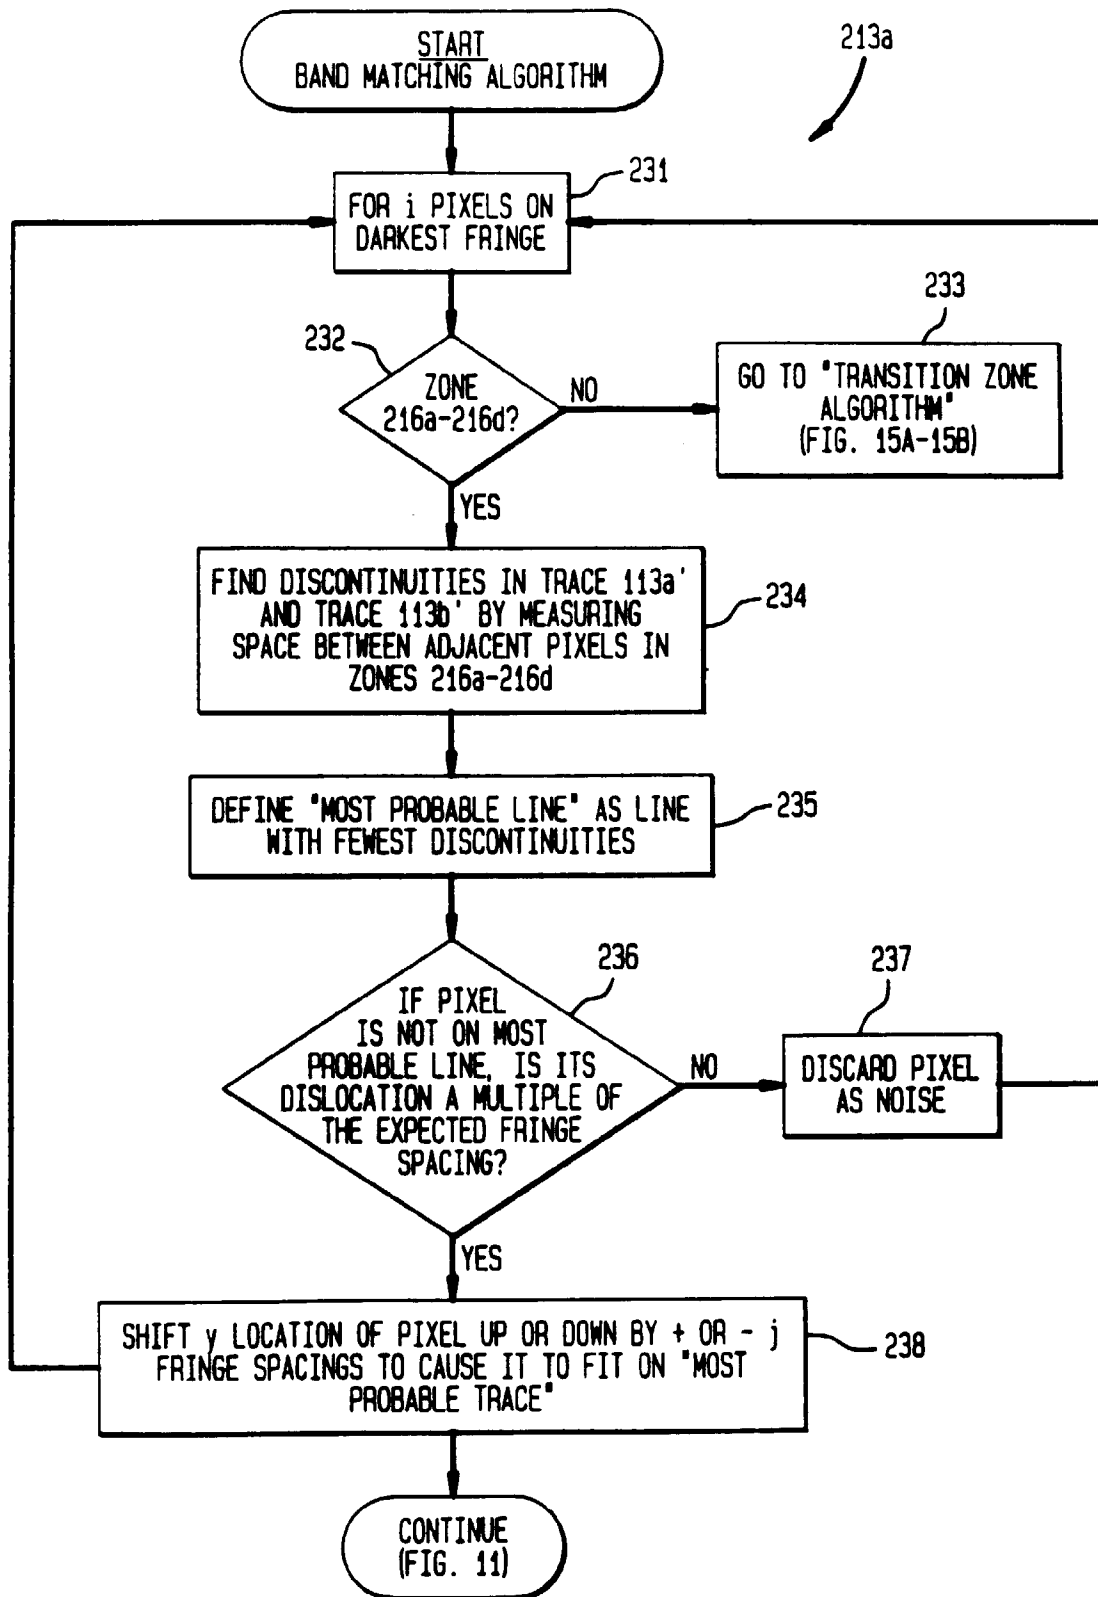 START
BAND MATCHING ALGORITHM
213a
231
FOR i PIXELS ON
DARKEST FRINGE
232
ZONE
216a-216d?
NO
233
GO TO "TRANSITION ZONE
ALGORITHM"
(FIG. 15A-15B)
YES
FIND DISCONTINUITIES IN TRACE 113a'
AND TRACE 113b' BY MEASURING
SPACE BETWEEN ADJACENT PIXELS IN
ZONES 216a-216d
234
DEFINE "MOST PROBABLE LINE" AS LINE
WITH FEWEST DISCONTINUITIES
235
236
IF PIXEL
IS NOT ON MOST
PROBABLE LINE, IS ITS
DISLOCATION A MULTIPLE OF
THE EXPECTED FRINGE
SPACING?
NO
237
DISCARD PIXEL
AS NOISE
YES
SHIFT y LOCATION OF PIXEL UP OR DOWN BY + OR - j
FRINGE SPACINGS TO CAUSE IT TO FIT ON "MOST
PROBABLE TRACE"
238
CONTINUE
(FIG. 11)